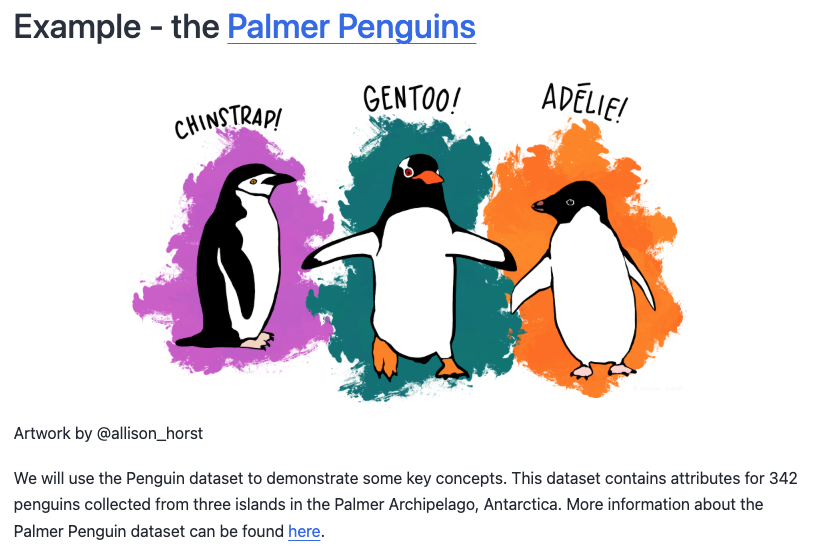 Example - the Palmer Penguins
CHINSTRAP!
GENTOO!
ADÉLIE!
Artwork by @allison_horst
We will use the Penguin dataset to demonstrate some key concepts. This dataset contains attributes for 342
penguins collected from three islands in the Palmer Archipelago, Antarctica. More information about the
Palmer Penguin dataset can be found here.